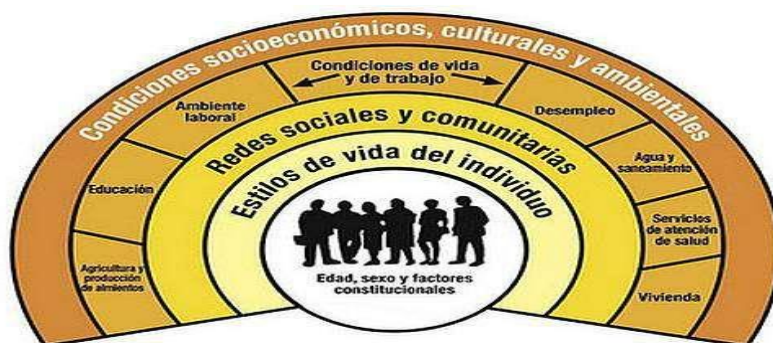 Condiciones socioeconómicos, culturales y ambientales
Condiciones de vida
y de trabajo
Ambiente
laboral
Desempleo
Redes sociales y comunitarias
Educación
Agua y
saneamiento
Estilos de vida del individuo
Servicios
de atención
de salud
Agricultura y
producción
de almientos
Vivienda
Edad, sexo y factores
constitucionales